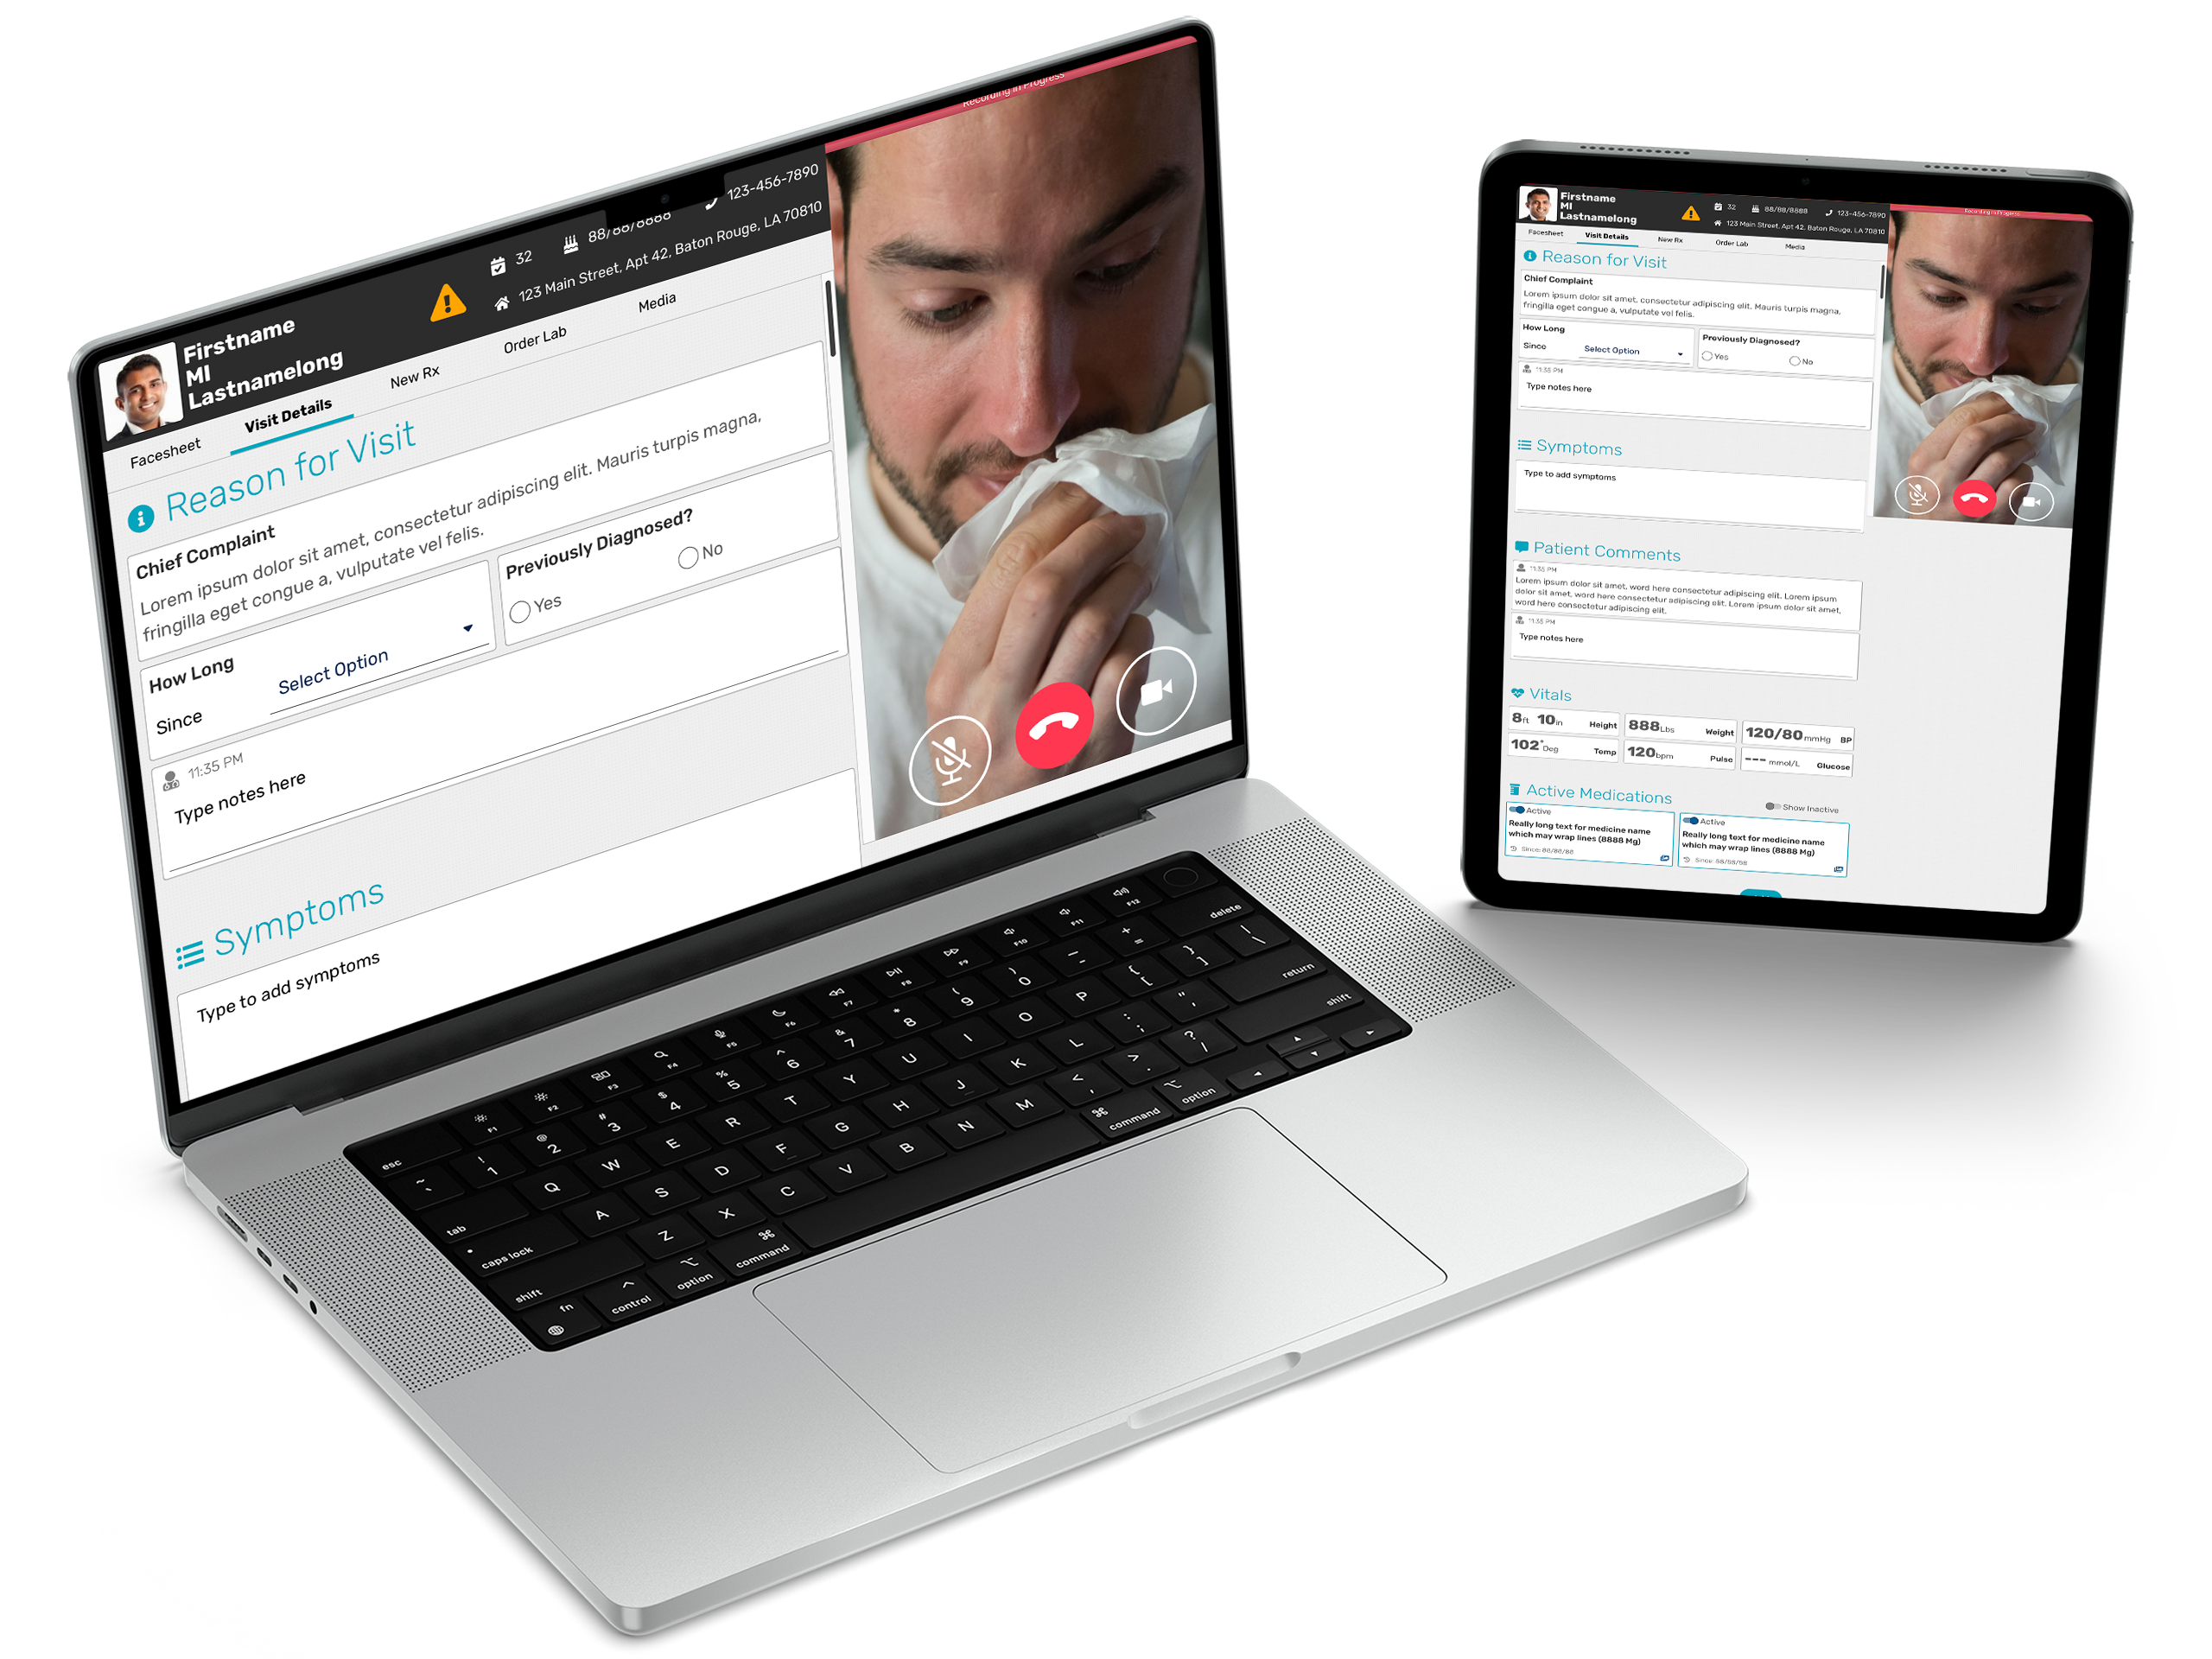 Recording in Progress
Firstname
MI
Lastnamelong
32
88/88/8888
123-456-7890
123 Main Street, Apt 42, Baton Rouge, LA 70810
Facesheet
Visit Details
New Rx
Order Lab
Media
Reason for Visit
Chief Complaint
Lorem ipsum dolor sit amet, consectetur adipiscing elit. Mauris turpis magna,
fringilla eget congue a, vulputate vel felis.
How Long
Since
Select Option
Previously Diagnosed?
Yes
No
11:35 PM
Type notes here
Symptoms
Type to add symptoms
esc
F1
F2
F3
F4
F5
F6
F7
F8
F9
F10
F11
F12
~ `
! 1
@ 2
# 3
$ 4
% 5
^ 6
& 7
* 8
( 9
) 0
_ -
+ =
delete
tab
Q W E R T Y U I O P
{ [
} ]
| \
caps lock
A S D F G H J K L
: ;
" '
return
shift
Z X C V B N M
< ,
> .
? /
shift
fn
control
option
command
command
option
Recording in Progress
Firstname
MI
Lastnamelong
32
88/88/8888
123-456-7890
123 Main Street, Apt 42, Baton Rouge, LA 70810
Facesheet
Visit Details
New Rx
Order Lab
Media
Reason for Visit
Chief Complaint
Lorem ipsum dolor sit amet, consectetur adipiscing elit. Mauris turpis magna,
fringilla eget congue a, vulputate vel felis.
How Long
Since
Select Option
Previously Diagnosed?
Yes
No
11:35 PM
Type notes here
Symptoms
Type to add symptoms
Patient Comments
11:35 PM
Lorem ipsum dolor sit amet, word here consectetur adipiscing elit. Lorem ipsum
dolor sit amet, word here consectetur adipiscing elit. Lorem ipsum dolor sit amet,
word here consectetur adipiscing elit.
11:35 PM
Type notes here
Vitals
8ft 10in Height
888Lbs Weight
120/80mmHg BP
102°Deg Temp
120bpm Pulse
--- mmol/L Glucose
Active Medications
Show Inactive
Active
Really long text for medicine name
which may wrap lines (8888 Mg)
Since: 88/88/88
Active
Really long text for medicine name
which may wrap lines (8888 Mg)
Since: 88/88/88